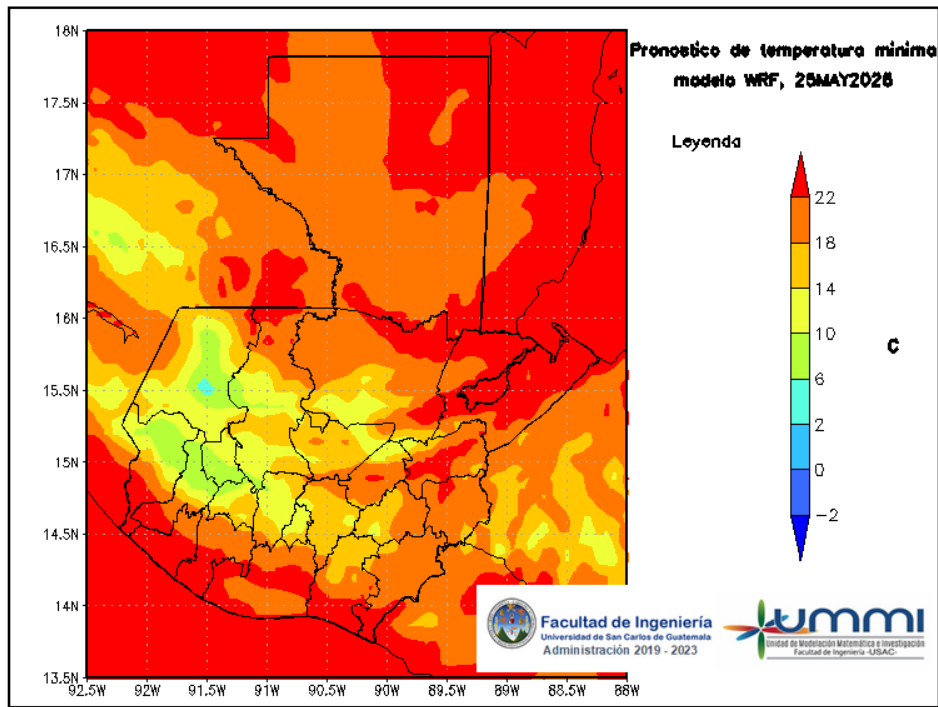 Pronostico de temperatura minima
modelo WRF, 25MAY2026
Leyenda
22
18
14
10
6
2
0
-2
C
18N
17.5N
17N
16.5N
16N
15.5N
15N
14.5N
14N
13.5N
92.5W 92W 91.5W 91W 90.5W 90W 89.5W 89W 88.5W 88W
Facultad de Ingeniería
Universidad de San Carlos de Guatemala
Administración 2019 - 2023
UMMI
Unidad de Modelación Matemática e Investigación
Facultad de Ingeniería -USAC-